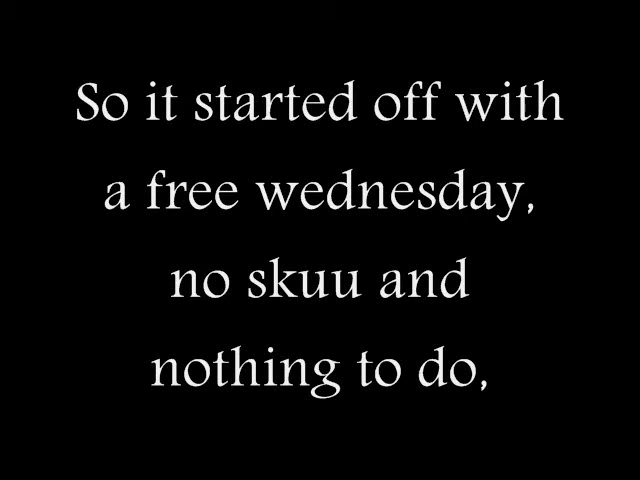 So it started off with
a free wednesday,
no skuu and
nothing to do,